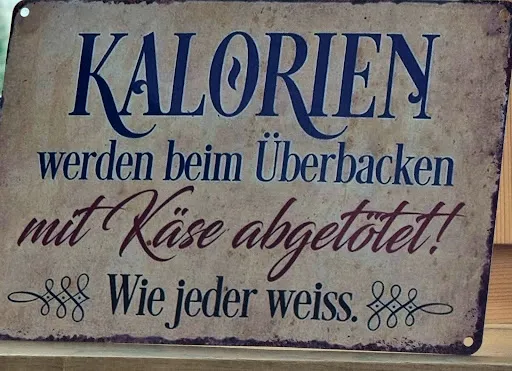 KALORIEN
werden beim Überbacken
mit Käse abgetötet!
Wie jeder weiss.